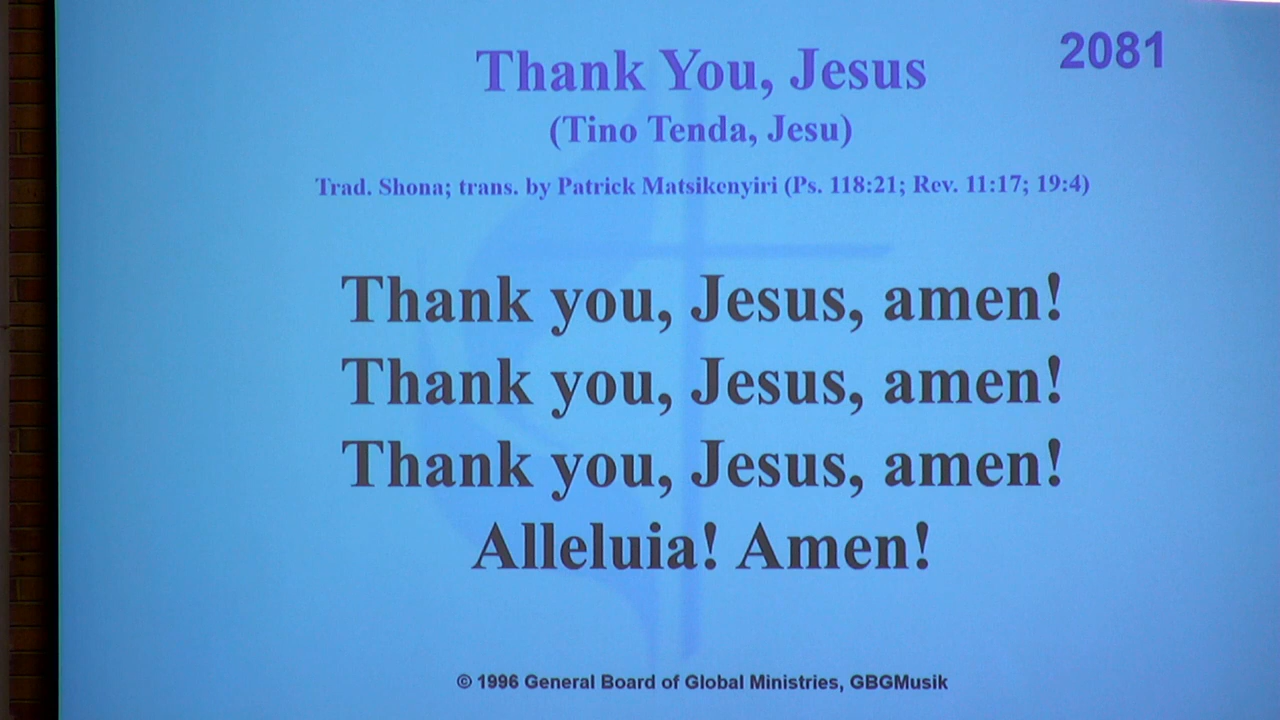 2081
Thank You, Jesus
(Tino Tenda, Jesu)
Trad. Shona; trans. by Patrick Matsikenyiri (Ps. 118:21; Rev. 11:17; 19:4)
Thank you, Jesus, amen!
Thank you, Jesus, amen!
Thank you, Jesus, amen!
Alleluia! Amen!
© 1996 General Board of Global Ministries, GBGMusik